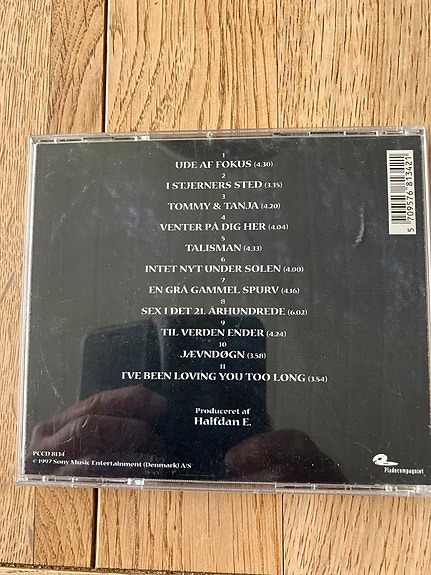 1
UDE AF FOKUS (4.30)
2
I STJERNERS STED (3.35)
3
TOMMY & TANJA (4.20)
4
VENTER PÅ DIG HER (4.04)
5
TALISMAN (4.33)
6
INTET NYT UNDER SOLEN (4.00)
7
EN GRÅ GAMMEL SPURV (4.16)
8
SEX I DET 21. ÅRHUNDREDE (6.02)
9
TIL VERDEN ENDER (4.24)
10
JÆVNDØGN (3.58)
11
I'VE BEEN LOVING YOU TOO LONG (3.54)
Produceret af
Halfdan E.
PCCD 8134
© 1997 Sony Music Entertainment (Denmark) A/S
Pladecompagniet
5 709576 813421